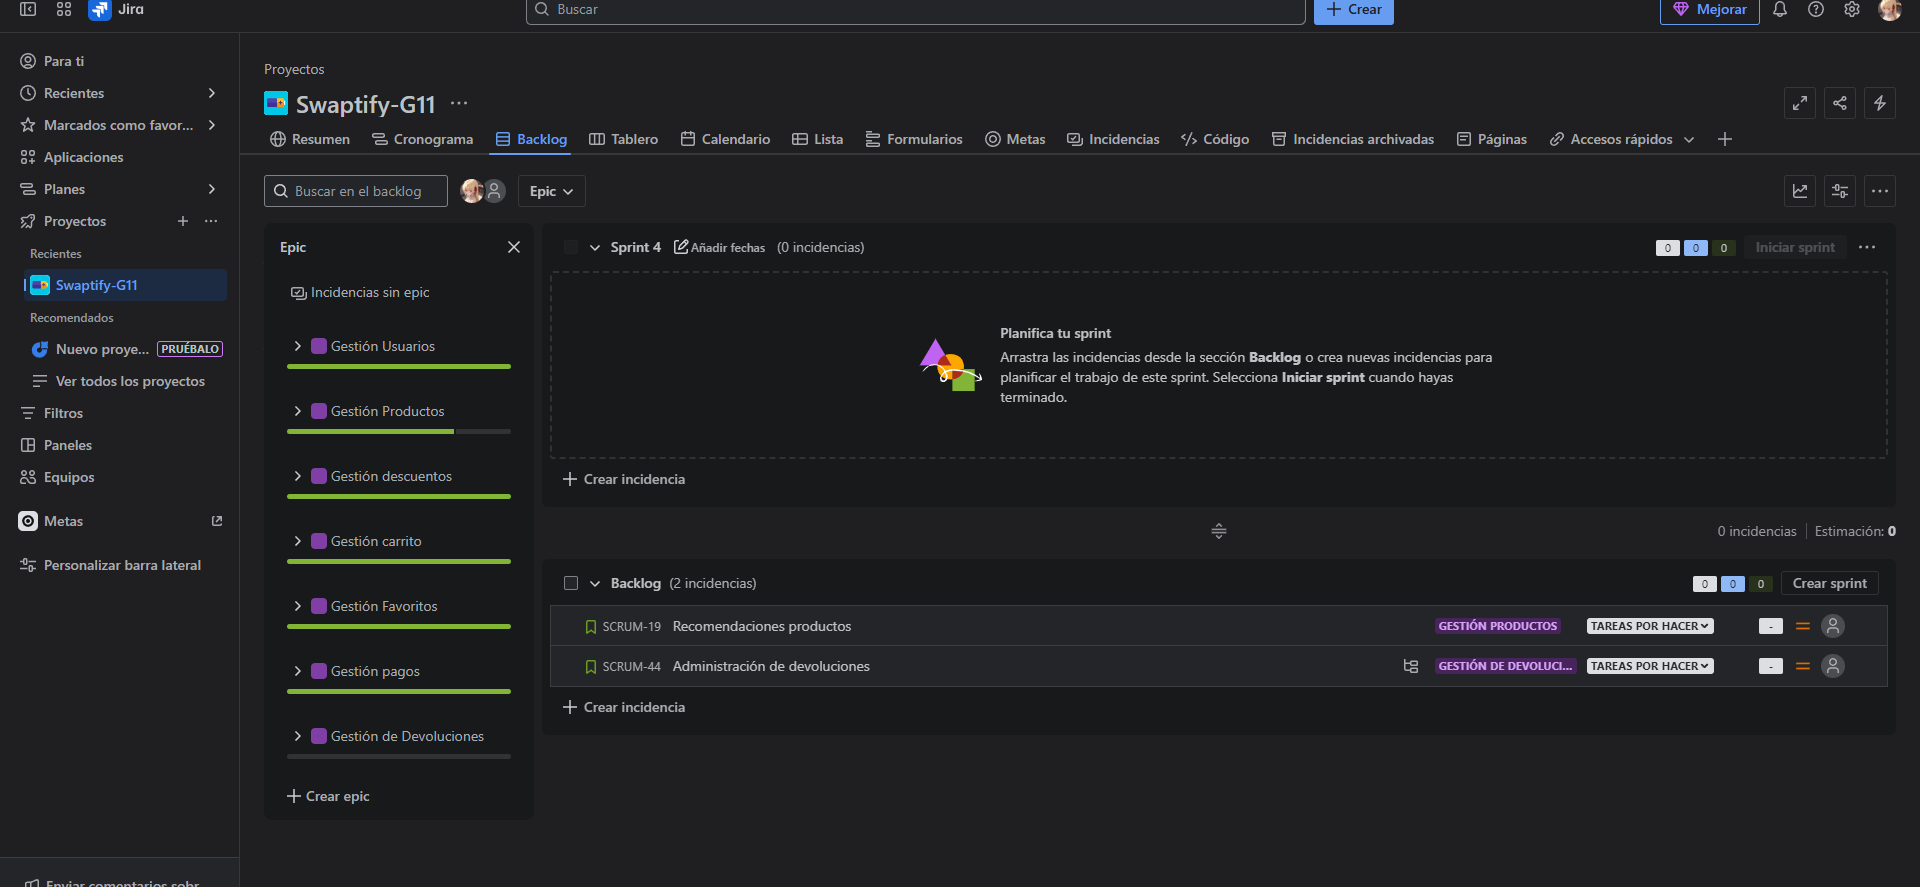 Jira
Buscar
Crear
Mejorar
Para ti
Recientes
Marcados como favor...
Aplicaciones
Planes
Proyectos
Recientes
Swaptify-G11
Recomendados
Nuevo proye... PRUÉBALO
Ver todos los proyectos
Filtros
Paneles
Equipos
Metas
Personalizar barra lateral
Enviar comentarios sobr
Proyectos
Swaptify-G11
Resumen Cronograma Backlog Tablero Calendario Lista Formularios Metas Incidencias Código Incidencias archivadas Páginas Accesos rápidos
Buscar en el backlog Epic
Epic
Incidencias sin epic
Gestión Usuarios
Gestión Productos
Gestión descuentos
Gestión carrito
Gestión Favoritos
Gestión pagos
Gestión de Devoluciones
Crear epic
Sprint 4 Añadir fechas (0 incidencias) 0 0 0 Iniciar sprint
Planifica tu sprint
Arrastra las incidencias desde la sección Backlog o crea nuevas incidencias para
planificar el trabajo de este sprint. Selecciona Iniciar sprint cuando hayas
terminado.
Crear incidencia
0 incidencias Estimación: 0
Backlog (2 incidencias) 0 0 0 Crear sprint
SCRUM-19 Recomendaciones productos GESTIÓN PRODUCTOS TAREAS POR HACER -
SCRUM-44 Administración de devoluciones GESTIÓN DE DEVOLUCI... TAREAS POR HACER -
Crear incidencia